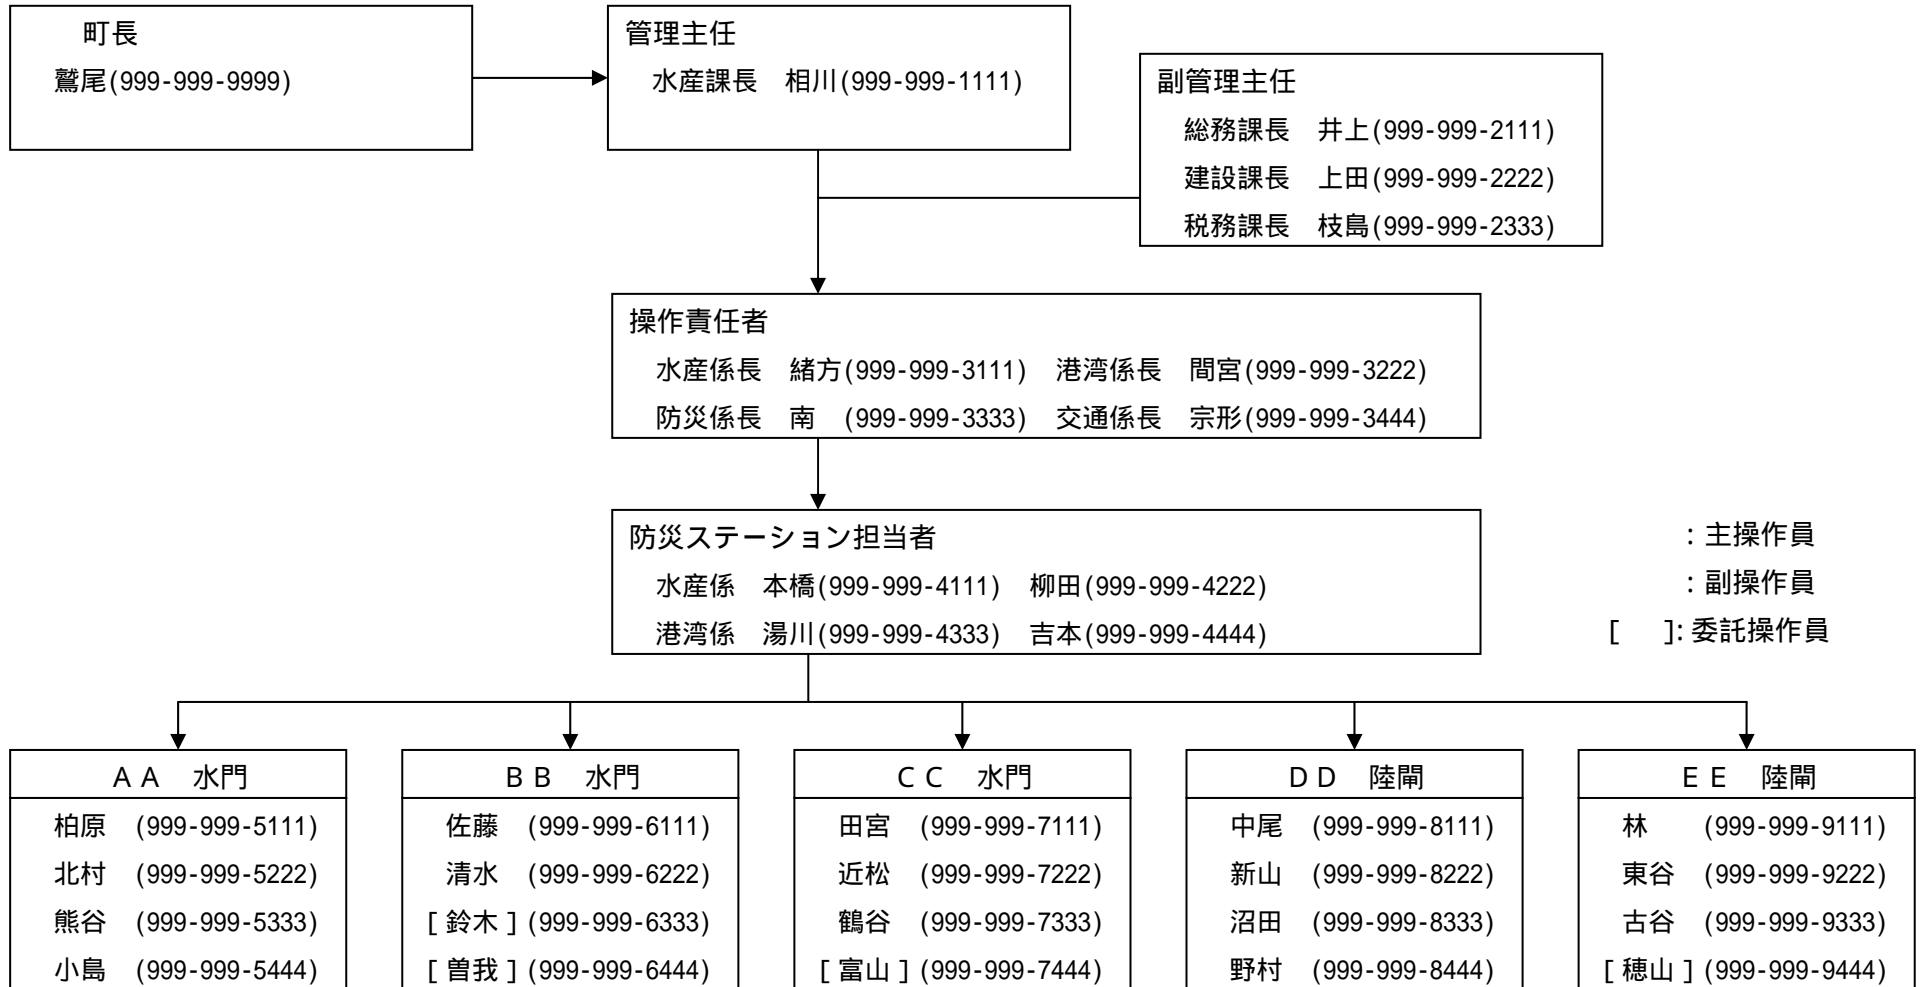 町長
鷲尾(999-999-9999)
管理主任
水産課長　相川(999-999-1111)
副管理主任
総務課長　井上(999-999-2111)
建設課長　上田(999-999-2222)
税務課長　枝島(999-999-2333)
操作責任者
水産係長　緒方(999-999-3111)　港湾係長　間宮(999-999-3222)
防災係長　南　(999-999-3333)　交通係長　宗形(999-999-3444)
防災ステーション担当者
水産係　本橋(999-999-4111)　柳田(999-999-4222)
港湾係　湯川(999-999-4333)　吉本(999-999-4444)
：主操作員
：副操作員
[　]：委託操作員
ＡＡ　水門
柏原　(999-999-5111)
北村　(999-999-5222)
熊谷　(999-999-5333)
小島　(999-999-5444)
ＢＢ　水門
佐藤　(999-999-6111)
清水　(999-999-6222)
[鈴木](999-999-6333)
[曽我](999-999-6444)
ＣＣ　水門
田宮　(999-999-7111)
近松　(999-999-7222)
鶴谷　(999-999-7333)
[富山](999-999-7444)
ＤＤ　陸閘
中尾　(999-999-8111)
新山　(999-999-8222)
沼田　(999-999-8333)
野村　(999-999-8444)
ＥＥ　陸閘
林　(999-999-9111)
東谷　(999-999-9222)
古谷　(999-999-9333)
[穂山](999-999-9444)